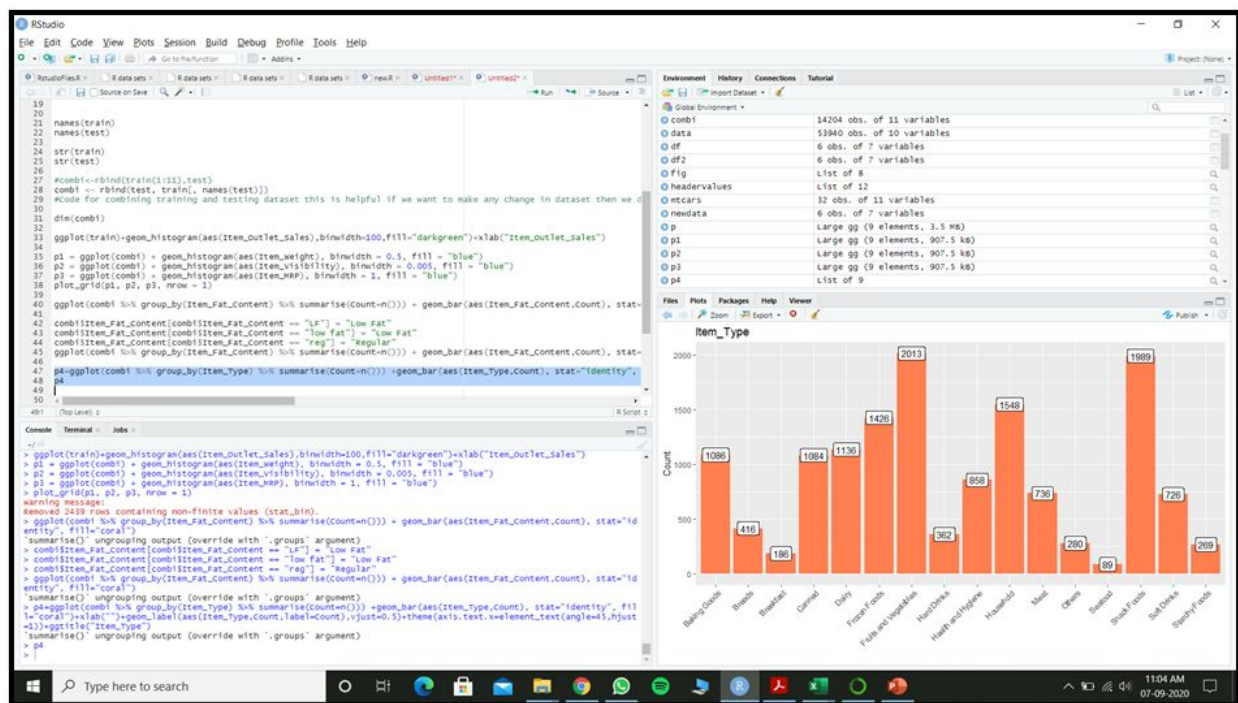 RStudio
File Edit Code View Plots Session Build Debug Profile Tools Help
Go to file/function Addins
Project: (None)
RstudioFiles.R R data sets R data sets R data sets R data sets new.R Untitled1* Untitled2*
Source on Save Run Source
19
20
21 names(train)
22 names(test)
23
24 str(train)
25 str(test)
26
27 #combi<-rbind(train(1:11),test)
28 combi <- rbind(test, train[, names(test)])
29 #Code for combining training and testing dataset this is helpful if we want to make any change in dataset then we d
30
31 dim(combi)
32
33 ggplot(train)+geom_histogram(aes(Item_Outlet_Sales),binwidth=100,fill="darkgreen")+xlab("Item_Outlet_Sales")
34
35 p1 = ggplot(combi) + geom_histogram(aes(Item_Weight), binwidth = 0.5, fill = "blue")
36 p2 = ggplot(combi) + geom_histogram(aes(Item_Visibility), binwidth = 0.005, fill = "blue")
37 p3 = ggplot(combi) + geom_histogram(aes(Item_MRP), binwidth = 1, fill = "blue")
38 plot_grid(p1, p2, p3, nrow = 1)
39
40 ggplot(combi %>% group_by(Item_Fat_Content) %>% summarise(Count=n())) + geom_bar(aes(Item_Fat_Content,Count), stat=
41
42 combi$Item_Fat_Content[combi$Item_Fat_Content == "LF"] = "Low Fat"
43 combi$Item_Fat_Content[combi$Item_Fat_Content == "low fat"] = "Low Fat"
44 combi$Item_Fat_Content[combi$Item_Fat_Content == "reg"] = "Regular"
45 ggplot(combi %>% group_by(Item_Fat_Content) %>% summarise(Count=n())) + geom_bar(aes(Item_Fat_Content,Count), stat=
46
47 p4=ggplot(combi %>% group_by(Item_Type) %>% summarise(Count=n())) +geom_bar(aes(Item_Type,Count), stat="identity",
48 p4
49
50
49:1 (Top Level) R Script
Console Terminal Jobs
~/
> ggplot(train)+geom_histogram(aes(Item_Outlet_Sales),binwidth=100,fill="darkgreen")+xlab("Item_Outlet_Sales")
> p1 = ggplot(combi) + geom_histogram(aes(Item_Weight), binwidth = 0.5, fill = "blue")
> p2 = ggplot(combi) + geom_histogram(aes(Item_Visibility), binwidth = 0.005, fill = "blue")
> p3 = ggplot(combi) + geom_histogram(aes(Item_MRP), binwidth = 1, fill = "blue")
> plot_grid(p1, p2, p3, nrow = 1)
Warning message:
Removed 2439 rows containing non-finite values (stat_bin).
> ggplot(combi %>% group_by(Item_Fat_Content) %>% summarise(Count=n())) + geom_bar(aes(Item_Fat_Content,Count), stat="id
entity", fill="coral")
`summarise()` ungrouping output (override with `.groups` argument)
> combi$Item_Fat_Content[combi$Item_Fat_Content == "LF"] = "Low Fat"
> combi$Item_Fat_Content[combi$Item_Fat_Content == "low fat"] = "Low Fat"
> combi$Item_Fat_Content[combi$Item_Fat_Content == "reg"] = "Regular"
> ggplot(combi %>% group_by(Item_Fat_Content) %>% summarise(Count=n())) + geom_bar(aes(Item_Fat_Content,Count), stat="id
entity", fill="coral")
`summarise()` ungrouping output (override with `.groups` argument)
> p4=ggplot(combi %>% group_by(Item_Type) %>% summarise(Count=n())) +geom_bar(aes(Item_Type,Count), stat="identity", fil
l="coral")+xlab("")+geom_label(aes(Item_Type,Count,label=Count),vjust=0.5)+theme(axis.text.x=element_text(angle=45,hjust
=1))+ggtitle("Item_Type")
`summarise()` ungrouping output (override with `.groups` argument)
> p4
>
Environment History Connections Tutorial
Import Dataset List
Global Environment
combi 14204 obs. of 11 variables
data 53940 obs. of 10 variables
df 6 obs. of 7 variables
df2 6 obs. of 7 variables
fig List of 8
headervalues List of 12
mtcars 32 obs. of 11 variables
newdata 6 obs. of 7 variables
p Large gg (9 elements, 3.5 MB)
p1 Large gg (9 elements, 907.5 kB)
p2 Large gg (9 elements, 907.5 kB)
p3 Large gg (9 elements, 907.5 kB)
p4 List of 9
Files Plots Packages Help Viewer
Zoom Export Publish
Item_Type
2000
1500
1000
500
0
Count
1086 416 186 1084 1136 1426 2013 362 858 1548 736 280 89 1989 726 269
Baking Goods Breads Breakfast Canned Dairy Frozen Foods Fruits and Vegetables Hard Drinks Health and Hygiene Household Meat Others Seafood Snack Foods Soft Drinks Starchy Foods
Type here to search
11:04 AM
07-09-2020